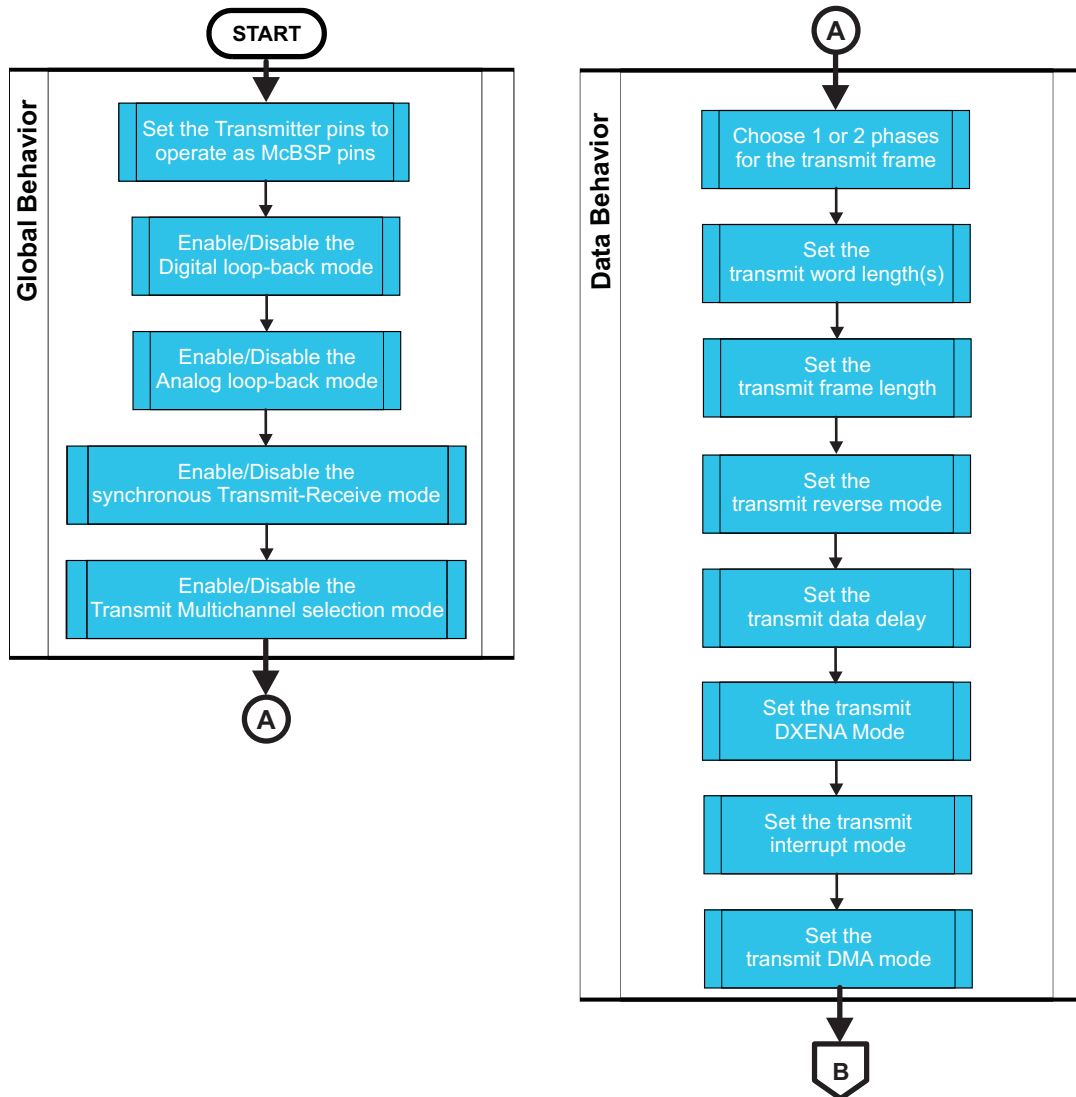 START
Global Behavior
Set the Transmitter pins to
operate as McBSP pins
Enable/Disable the
Digital loop-back mode
Enable/Disable the
Analog loop-back mode
Enable/Disable the
synchronous Transmit-Receive mode
Enable/Disable the
Transmit Multichannel selection mode
A
A
Data Behavior
Choose 1 or 2 phases
for the transmit frame
Set the
transmit word length(s)
Set the
transmit frame length
Set the
transmit reverse mode
Set the
transmit data delay
Set the transmit
DXENA Mode
Set the transmit
interrupt mode
Set the
transmit DMA mode
B